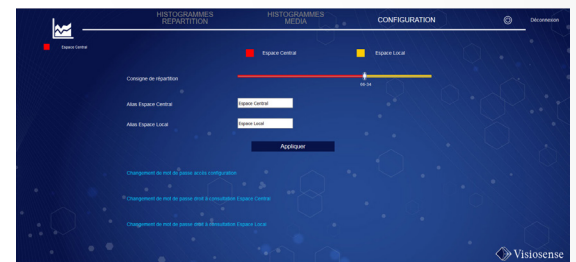 HISTOGRAMMES
REPARTITION
HISTOGRAMMES
MEDIA
CONFIGURATION
Déconnexion
Espace Central
Espace Central
Espace Local
Consigne de répartition
66-34
Alias Espace Central
Espace Central
Alias Espace Local
Espace Local
Appliquer
Changement de mot de passe accès configuration
Changement de mot de passe droit à consultation Espace Central
Changement de mot de passe droit à consultation Espace Local
Visiosense